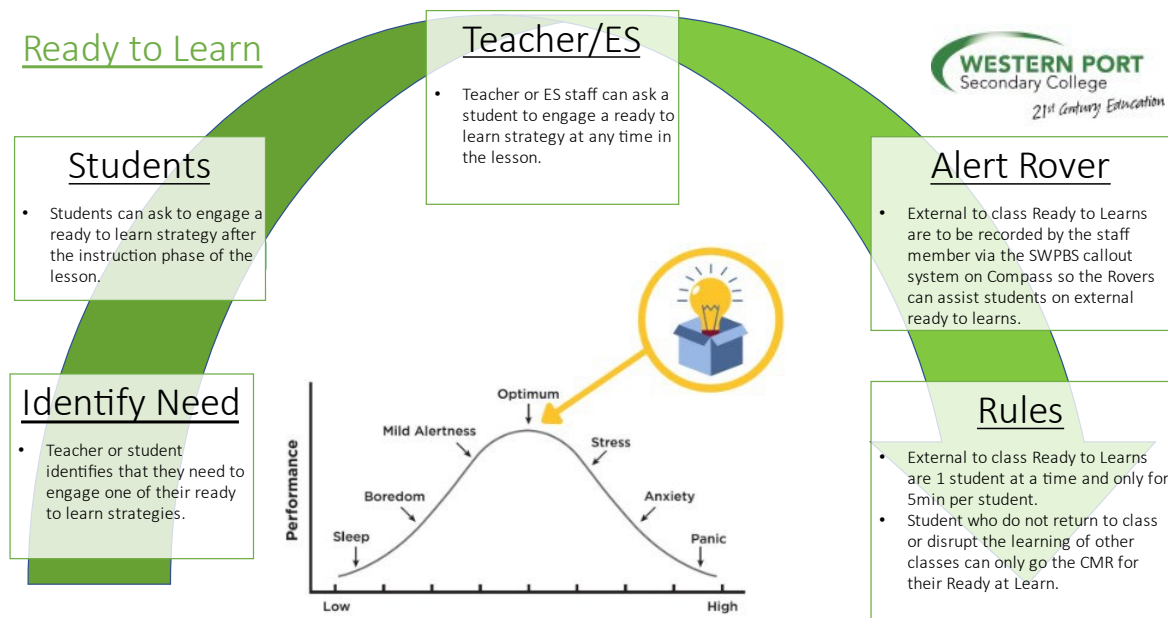 Ready to Learn
Identify Need
• Teacher or student
identifies that they need to
engage one of their ready
to learn strategies.
Students
• Students can ask to engage a
ready to learn strategy after
the instruction phase of the
lesson.
Teacher/ES
• Teacher or ES staff can ask a
student to engage a ready to
learn strategy at any time in
the lesson.
WESTERN PORT
Secondary College
21st Century Education
Alert Rover
• External to class Ready to Learns
are to be recorded by the staff
member via the SWPBS callout
system on Compass so the Rovers
can assist students on external
ready to learns.
Rules
• External to class Ready to Learns
are 1 student at a time and only for
5min per student.
• Student who do not return to class
or disrupt the learning of other
classes can only go the CMR for
their Ready at Learn.
Performance
Sleep
Boredom
Mild Alertness
Optimum
Stress
Anxiety
Panic
Low
High